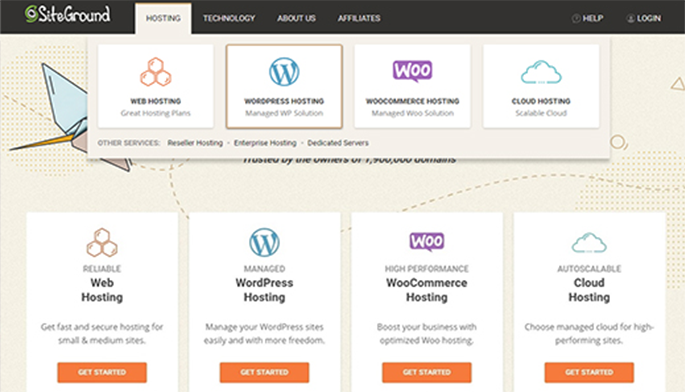 SiteGround
HOSTING TECHNOLOGY ABOUT US AFFILIATES HELP LOGIN
WOO
WEB HOSTING WORDPRESS HOSTING WOOCOMMERCE HOSTING CLOUD HOSTING
Great Hosting Plans Managed WP Solution Managed Woo Solution Scalable Cloud
OTHER SERVICES: Reseller Hosting • Enterprise Hosting • Dedicated Servers
Trusted by the owners of 1,900,000 domains
WOO
RELIABLE MANAGED HIGH PERFORMANCE AUTOSCALABLE
Web WordPress WooCommerce Cloud
Hosting Hosting Hosting Hosting
Get fast and secure hosting for Manage your WordPress sites Boost your business with Choose managed cloud for high-
small & medium sites. easily and with more freedom. optimized Woo hosting. performing sites.
GET STARTED GET STARTED GET STARTED GET STARTED